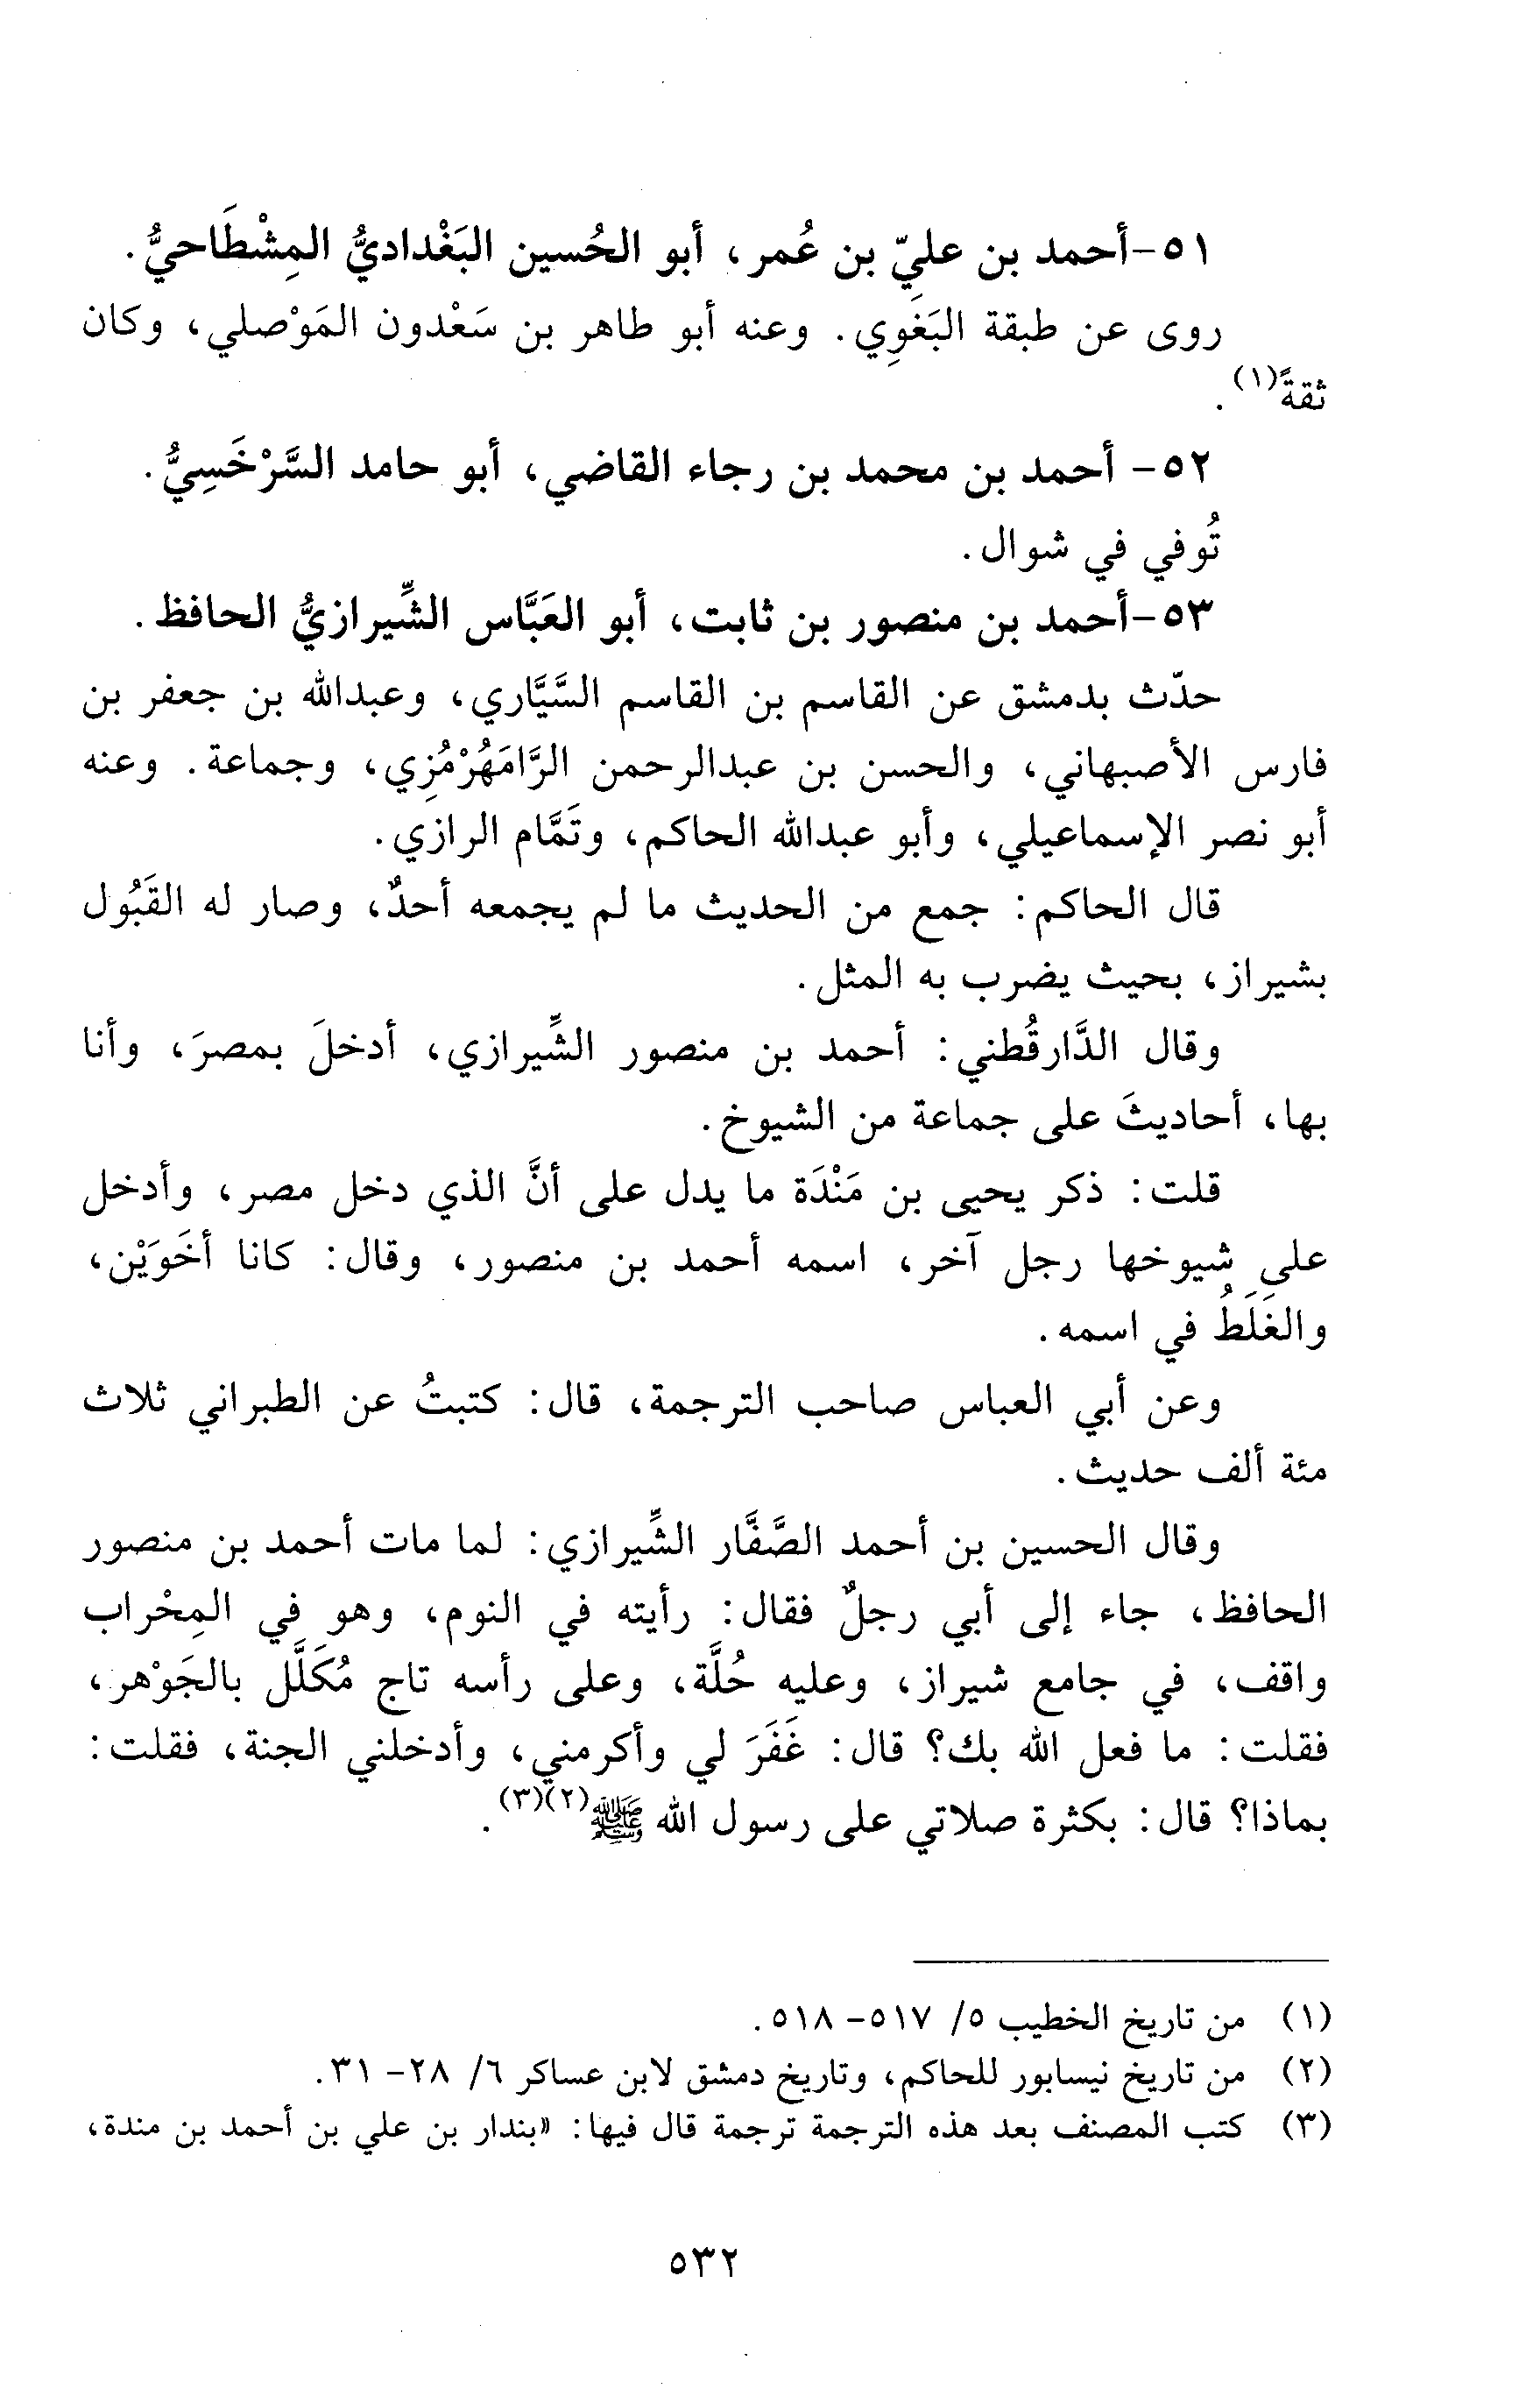 ٥١-أحمد بن عليّ بن عُمر، أبو الحُسين البَغْداديُّ المِشْطَاحيُّ.
روى عن طبقة البَغَوِي. وعنه أبو طاهر بن سَعْدون المَوْصلي، وكان
ثقةً(١).
٥٢- أحمد بن محمد بن رجاء القاضي، أبو حامد السَّرْخَسِيُّ.
تُوفي في شوال.
٥٣-أحمد بن منصور بن ثابت، أبو العَبَّاس الشِّيرازيُّ الحافظ.
حدّث بدمشق عن القاسم بن القاسم السَّيَّاري، وعبدالله بن جعفر بن
فارس الأصبهاني، والحسن بن عبدالرحمن الرَّامَهُرْمُزِي، وجماعة. وعنه
أبو نصر الإسماعيلي، وأبو عبدالله الحاكم، وتَمَّام الرازي.
قال الحاكم: جمع من الحديث ما لم يجمعه أحدٌ، وصار له القَبُول
بشيراز، بحيث يضرب به المثل.
وقال الدَّارقُطني: أحمد بن منصور الشِّيرازي، أدخلَ بمصرَ، وأنا
بها، أحاديثَ على جماعة من الشيوخ.
قلت: ذكر يحيى بن مَنْدَة ما يدل على أنَّ الذي دخل مصر، وأدخل
على شيوخها رجل آخر، اسمه أحمد بن منصور، وقال: كانا أخَوَيْن،
والغَلَطُ في اسمه.
وعن أبي العباس صاحب الترجمة، قال: كتبتُ عن الطبراني ثلاث
مئة ألف حديث.
وقال الحسين بن أحمد الصَّفَّار الشِّيرازي: لما مات أحمد بن منصور
الحافظ، جاء إلى أبي رجلٌ فقال: رأيته في النوم، وهو في المِحْراب
واقف، في جامع شيراز، وعليه حُلَّة، وعلى رأسه تاج مُكَلَّل بالجَوْهر،
فقلت: ما فعل الله بك؟ قال: غَفَرَ لي وأكرمني، وأدخلني الجنة، فقلت:
بماذا؟ قال: بكثرة صلاتي على رسول الله ﷺ(٢)(٣).
(١) من تاريخ الخطيب ٥/ ٥١٧- ٥١٨.
(٢) من تاريخ نيسابور للحاكم، وتاريخ دمشق لابن عساكر ٦/ ٢٨- ٣١.
(٣) كتب المصنف بعد هذه الترجمة ترجمة قال فيها: «بندار بن علي بن أحمد بن مندة،
٥٣٢